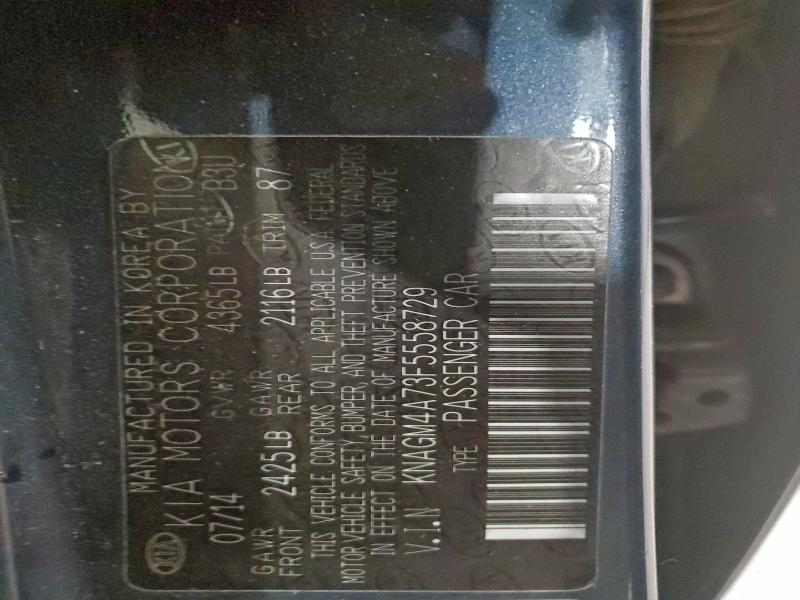 MANUFACTURED IN KOREA BY
KIA MOTORS CORPORATION
07/14 GVWR 4365LB PAINT B3U
GAWR FRONT 2425LB GAWR REAR 2116LB TRIM 87
THIS VEHICLE CONFORMS TO ALL APPLICABLE U.S.A. FEDERAL
MOTOR VEHICLE SAFETY, BUMPER, AND THEFT PREVENTION STANDARDS
IN EFFECT ON THE DATE OF MANUFACTURE SHOWN ABOVE
V.I.N KNAGM4A73F5558729
TYPE PASSENGER CAR
KIA